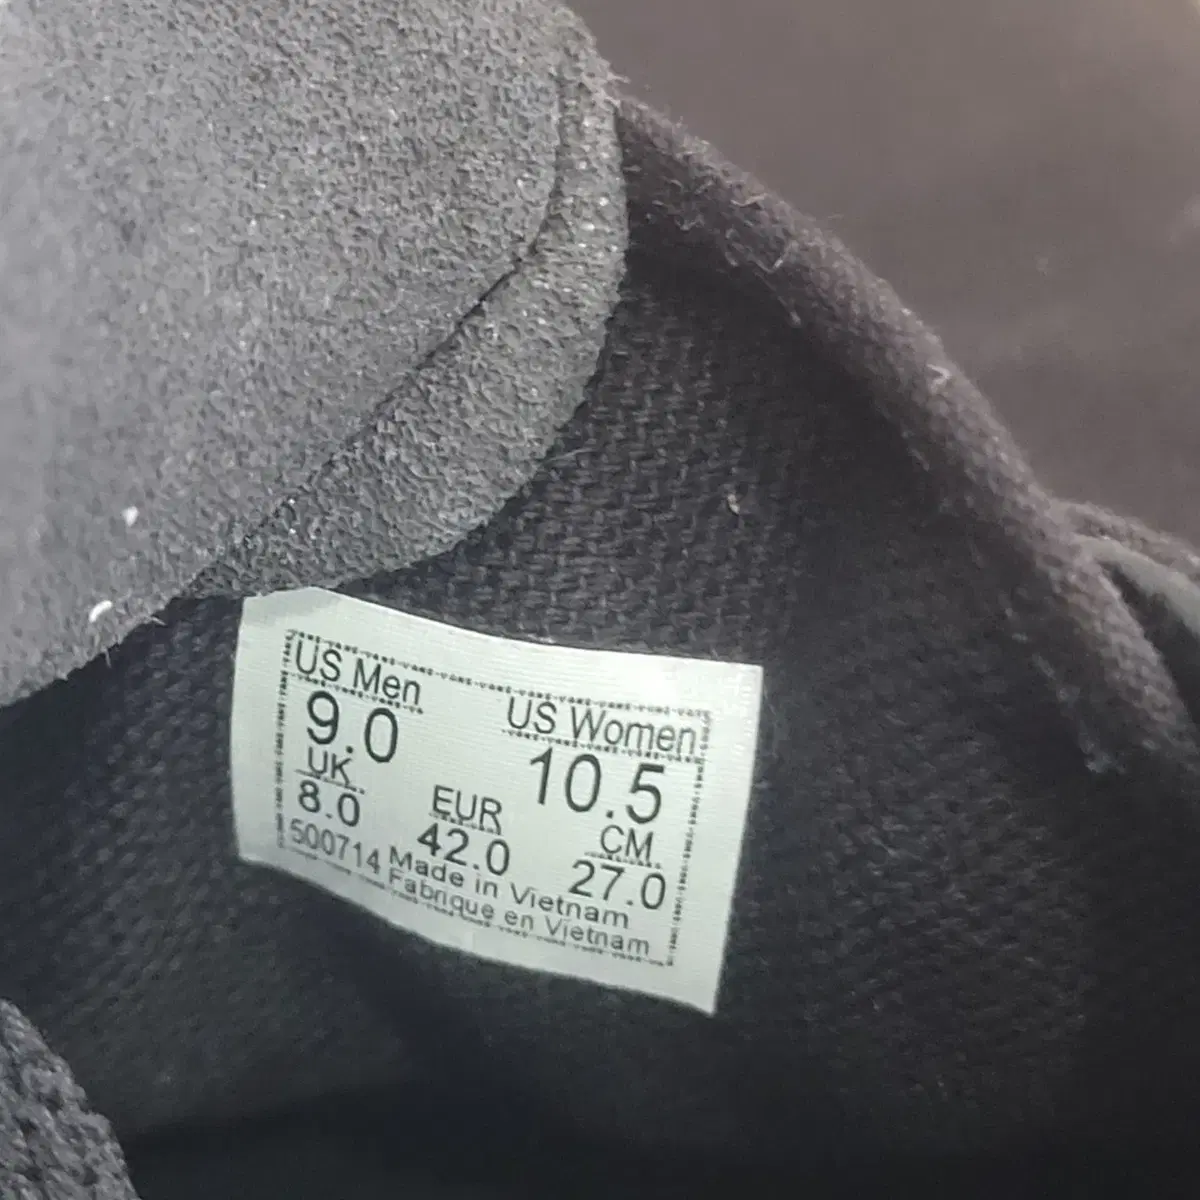 US Men
9.0
US Women
10.5
UK
8.0
EUR
42.0
CM
27.0
500714
Made in Vietnam
Fabrique en Vietnam